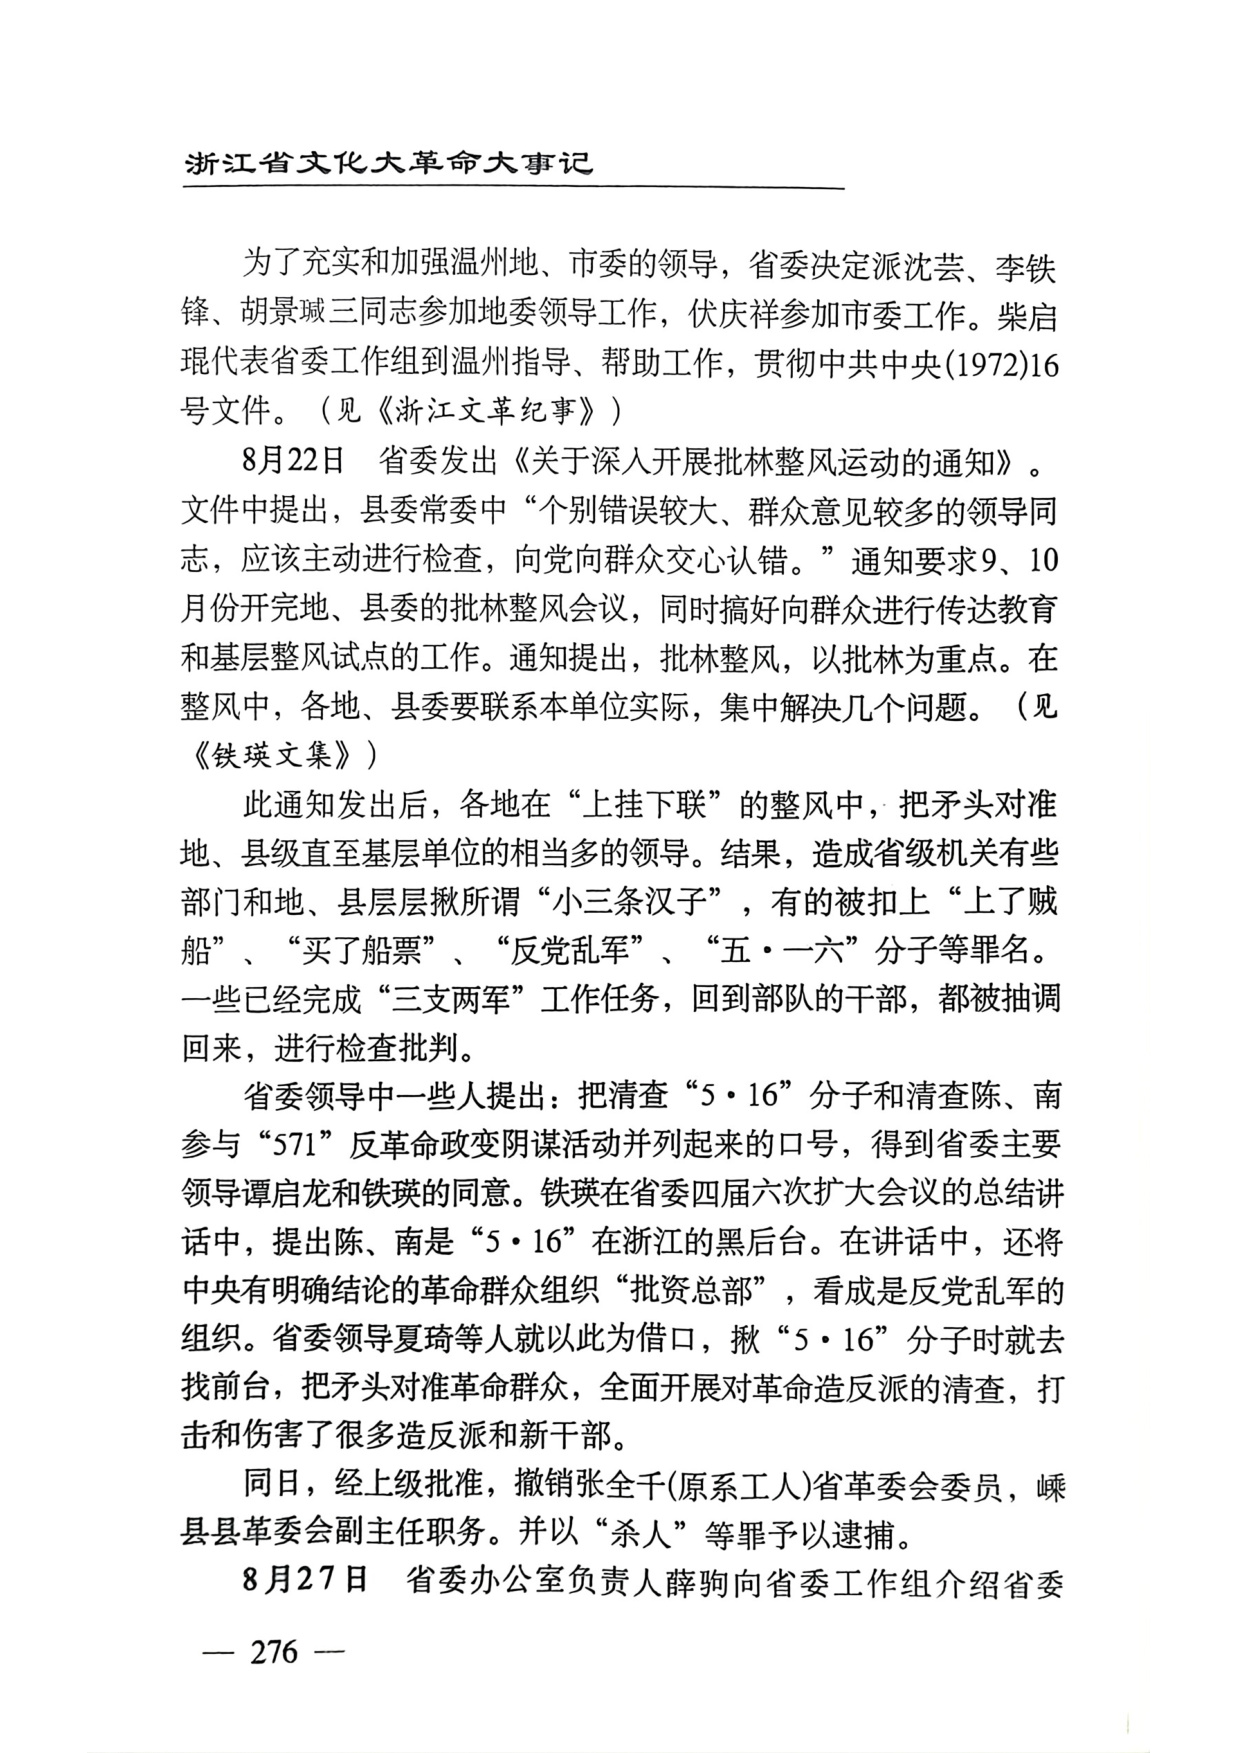 浙江省文化大革命大事记
为了充实和加强温州地、市委的领导，省委决定派沈芸、李铁
锋、胡景瑊三同志参加地委领导工作，伏庆祥参加市委工作。柴启
琨代表省委工作组到温州指导、帮助工作，贯彻中共中央(1972)16
号文件。（见《浙江文革纪事》）
8月22日　省委发出《关于深入开展批林整风运动的通知》。
文件中提出，县委常委中“个别错误较大、群众意见较多的领导同
志，应该主动进行检查，向党向群众交心认错。”通知要求9、10
月份开完地、县委的批林整风会议，同时搞好向群众进行传达教育
和基层整风试点的工作。通知提出，批林整风，以批林为重点。在
整风中，各地、县委要联系本单位实际，集中解决几个问题。（见
《铁瑛文集》）
此通知发出后，各地在“上挂下联”的整风中，把矛头对准
地、县级直至基层单位的相当多的领导。结果，造成省级机关有些
部门和地、县层层揪所谓“小三条汉子”，有的被扣上“上了贼
船”、“买了船票”、“反党乱军”、“五·一六”分子等罪名。
一些已经完成“三支两军”工作任务，回到部队的干部，都被抽调
回来，进行检查批判。
省委领导中一些人提出：把清查“5·16”分子和清查陈、南
参与“571”反革命政变阴谋活动并列起来的口号，得到省委主要
领导谭启龙和铁瑛的同意。铁瑛在省委四届六次扩大会议的总结讲
话中，提出陈、南是“5·16”在浙江的黑后台。在讲话中，还将
中央有明确结论的革命群众组织“批资总部”，看成是反党乱军的
组织。省委领导夏琦等人就以此为借口，揪“5·16”分子时就去
找前台，把矛头对准革命群众，全面开展对革命造反派的清查，打
击和伤害了很多造反派和新干部。
同日，经上级批准，撤销张全千(原系工人)省革委会委员，嵊
县县革委会副主任职务。并以“杀人”等罪予以逮捕。
8月27日　省委办公室负责人薛驹向省委工作组介绍省委
— 276 —